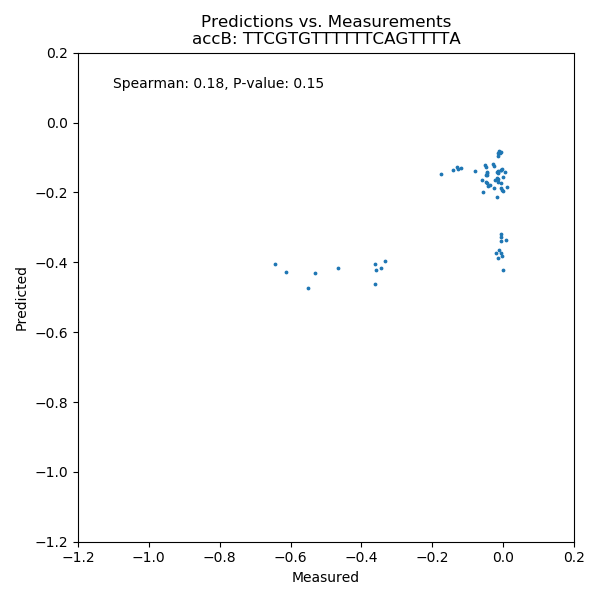 Predictions vs. Measurements
accB: TTCGTGTTTTTTCAGTTTTA
Spearman: 0.18, P-value: 0.15
0.2
0.0
−0.2
−0.4
−0.6
−0.8
−1.0
−1.2
Predicted
−1.2 −1.0 −0.8 −0.6 −0.4 −0.2 0.0 0.2
Measured